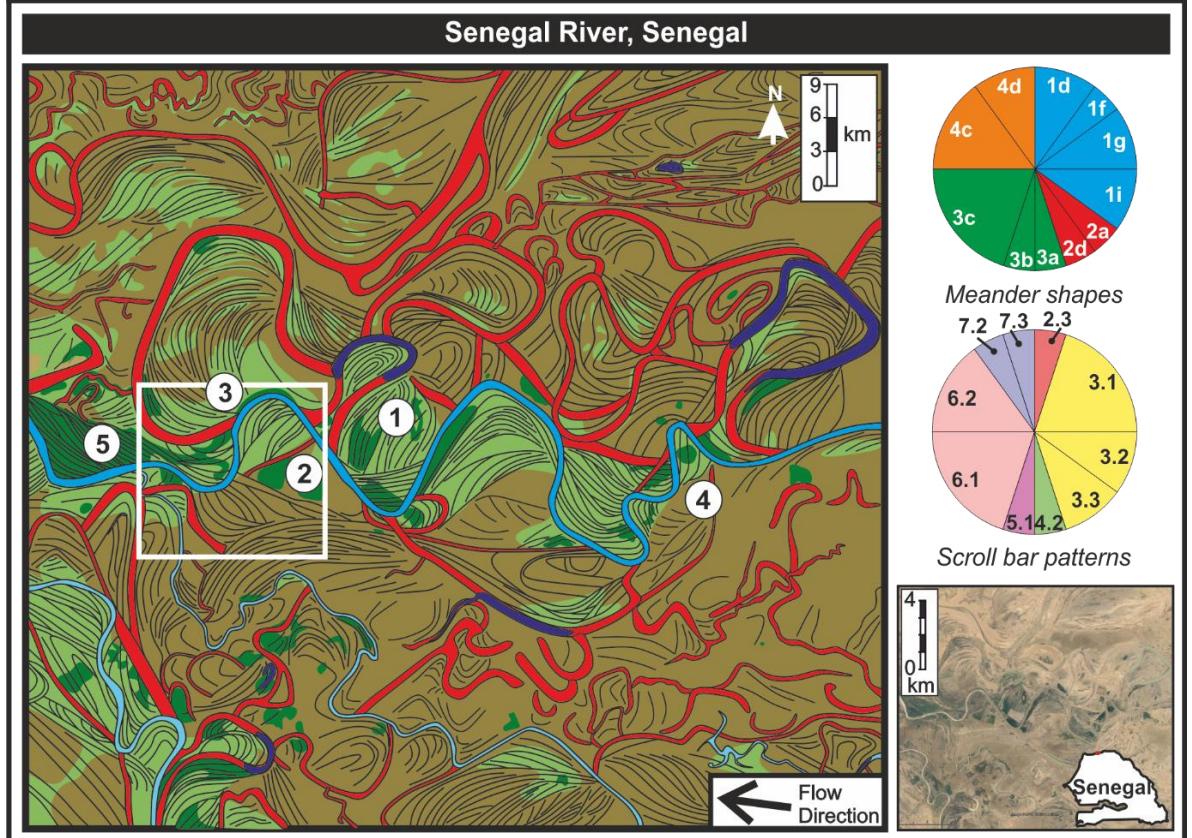 Senegal River, Senegal
N
9
6
3
0
km
1
2
3
4
5
Flow
Direction
4d
1d
1f
4c
1g
1i
3c
2a
2d
3b
3a
Meander shapes
7.2
7.3
2.3
6.2
3.1
3.2
6.1
3.3
5.1
4.2
Scroll bar patterns
4
0
km
Senegal